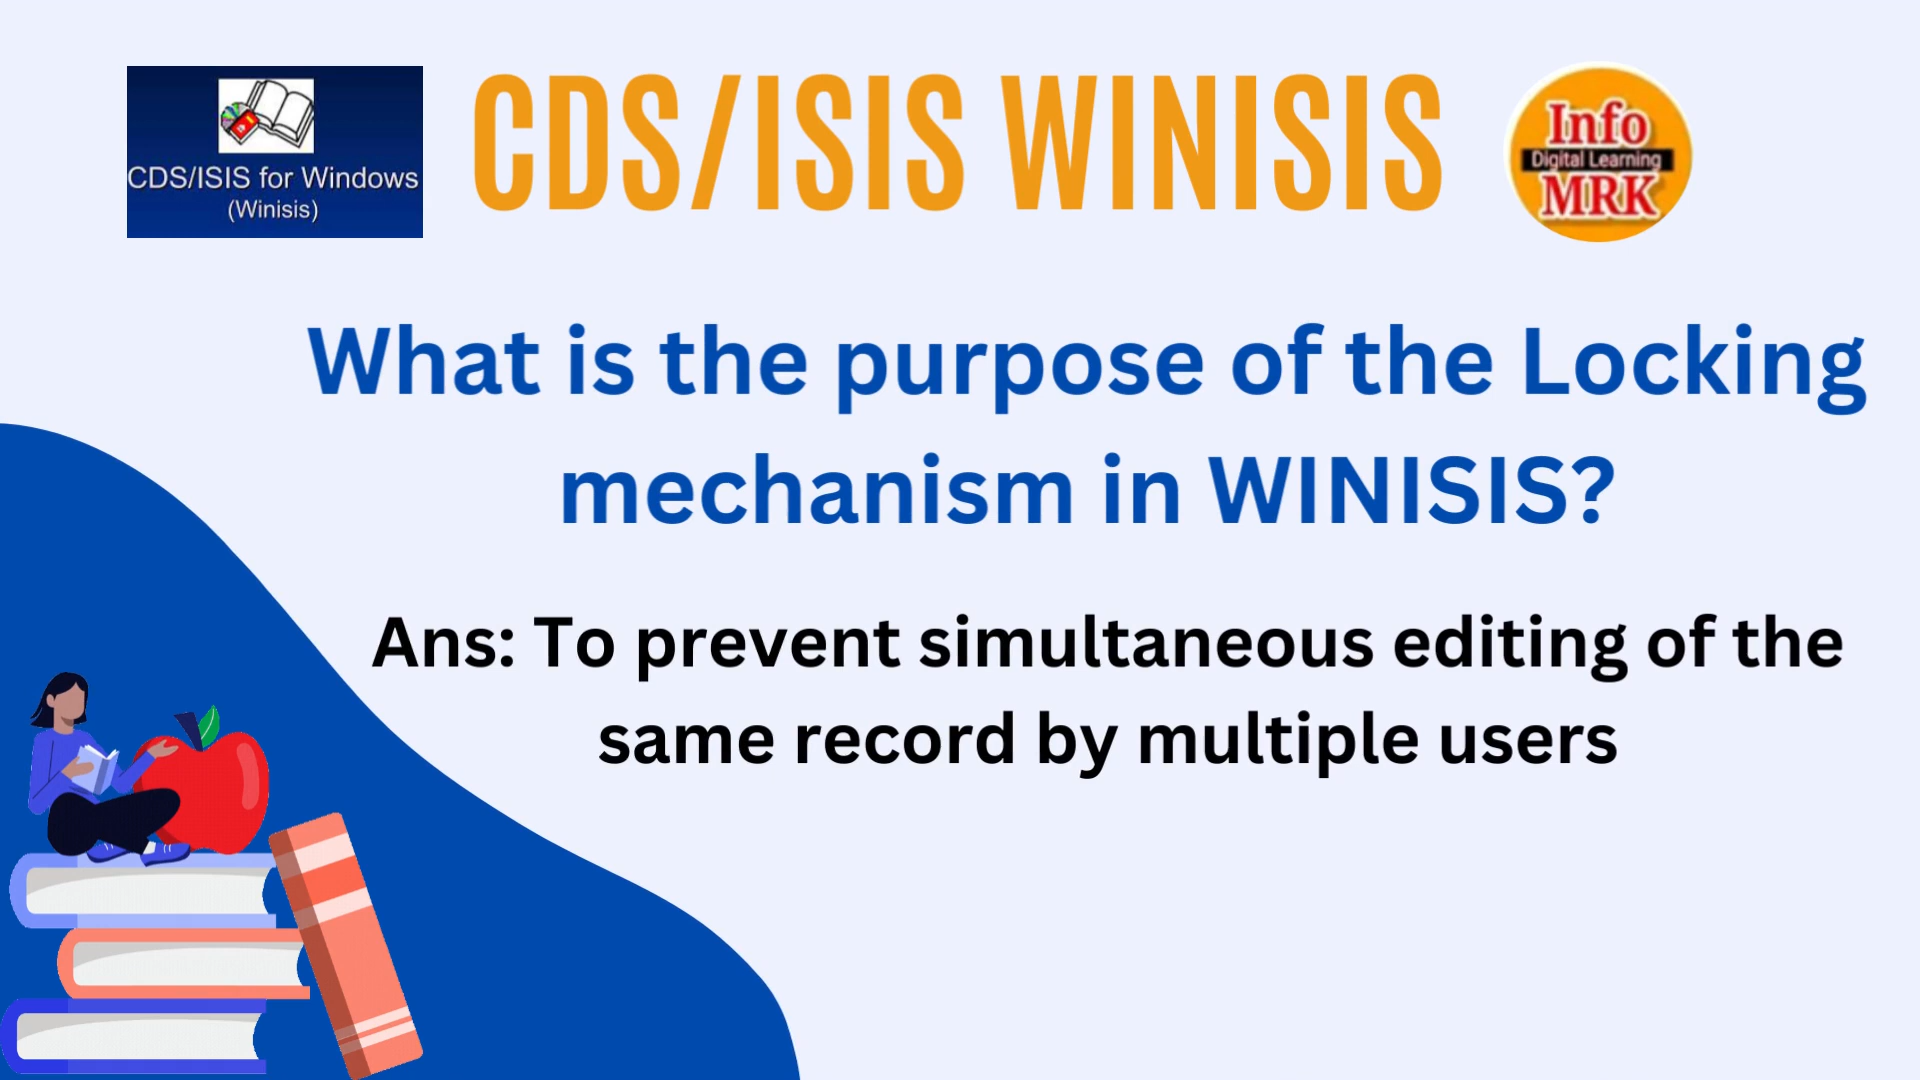 CDS/ISIS for Windows
(Winisis)
CDS/ISIS WINISIS
Info
Digital Learning
MRK
What is the purpose of the Locking
mechanism in WINISIS?
Ans: To prevent simultaneous editing of the
same record by multiple users